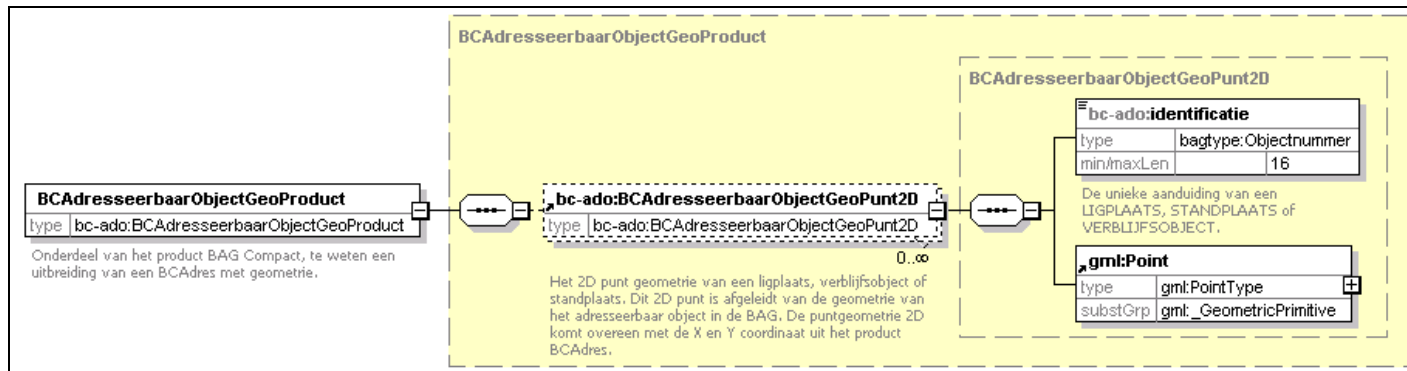 BCAdresseerbaarObjectGeoProduct
BCAdresseerbaarObjectGeoPunt2D
bc-ado:identificatie
type bagtype:Objectnummer
min/maxLen 16
De unieke aanduiding van een
LIGPLAATS, STANDPLAATS of
VERBLIJFSOBJECT.
BCAdresseerbaarObjectGeoProduct
type bc-ado:BCAdresseerbaarObjectGeoProduct
Onderdeel van het product BAG Compact, te weten een
uitbreiding van een BCAdres met geometrie.
bc-ado:BCAdresseerbaarObjectGeoPunt2D
type bc-ado:BCAdresseerbaarObjectGeoPunt2D
0..∞
Het 2D punt geometrie van een ligplaats, verblijfsobject of
standplaats. Dit 2D punt is afgeleidt van de geometrie van
het adresseerbaar object in de BAG. De puntgeometrie 2D
komt overeen met de X en Y coordinaat uit het product
BCAdres.
gml:Point
type gml:PointType
substGrp gml:_GeometricPrimitive